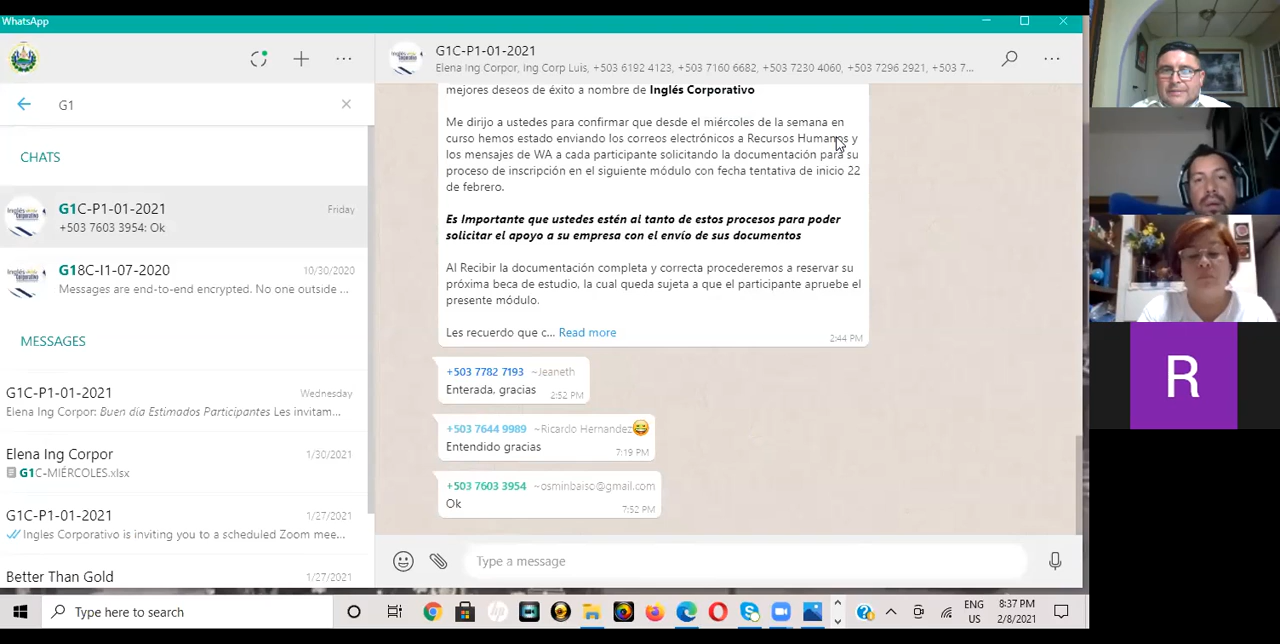 WhatsApp
G1
CHATS
G1C-P1-01-2021
Friday
+503 7603 3954: Ok
G18C-I1-07-2020
10/30/2020
Messages are end-to-end encrypted. No one outside ...
MESSAGES
G1C-P1-01-2021
Wednesday
Elena Ing Corpor: Buen día Estimados Participantes Les invitam...
Elena Ing Corpor
1/30/2021
G1C-MIÉRCOLES.xlsx
G1C-P1-01-2021
1/27/2021
Ingles Corporativo is inviting you to a scheduled Zoom mee...
Better Than Gold
1/27/2021
G1C-P1-01-2021
Elena Ing Corpor, Ing Corp Luis, +503 6192 4123, +503 7160 6682, +503 7230 4060, +503 7296 2921, +503 7...
mejores deseos de éxito a nombre de Inglés Corporativo
Me dirijo a ustedes para confirmar que desde el miércoles de la semana en
curso hemos estado enviando los correos electrónicos a Recursos Humanos y
los mensajes de WA a cada participante solicitando la documentación para su
proceso de inscripción en el siguiente módulo con fecha tentativa de inicio 22
de febrero.
Es Importante que ustedes estén al tanto de estos procesos para poder
solicitar el apoyo a su empresa con el envío de sus documentos
Al Recibir la documentación completa y correcta procederemos a reservar su
próxima beca de estudio, la cual queda sujeta a que el participante apruebe el
presente módulo.
Les recuerdo que c... Read more
2:44 PM
+503 7782 7193 ~Jeaneth
Enterada, gracias
2:52 PM
+503 7644 9989 ~Ricardo Hernandez😄
Entendido gracias
7:19 PM
+503 7603 3954 ~osminbaiso@gmail.com
Ok
7:52 PM
Type a message
R
Type here to search
ENG
US
8:37 PM
2/8/2021